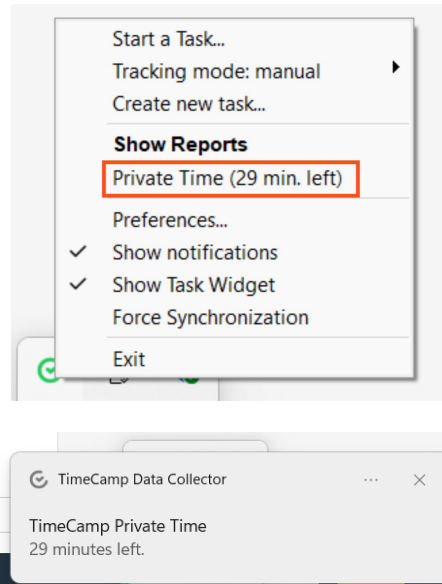 Start a Task...
Tracking mode: manual
Create new task...
Show Reports
Private Time (29 min. left)
Preferences...
Show notifications
Show Task Widget
Force Synchronization
Exit
TimeCamp Data Collector
TimeCamp Private Time
29 minutes left.